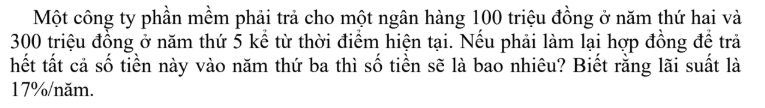 Một công ty phần mềm phải trả cho một ngân hàng 100 triệu đồng ở năm thứ hai và
300 triệu đồng ở năm thứ 5 kể từ thời điểm hiện tại. Nếu phải làm lại hợp đồng để trả
hết tất cả số tiền này vào năm thứ ba thì số tiền sẽ là bao nhiêu? Biết rằng lãi suất là
17%/năm.